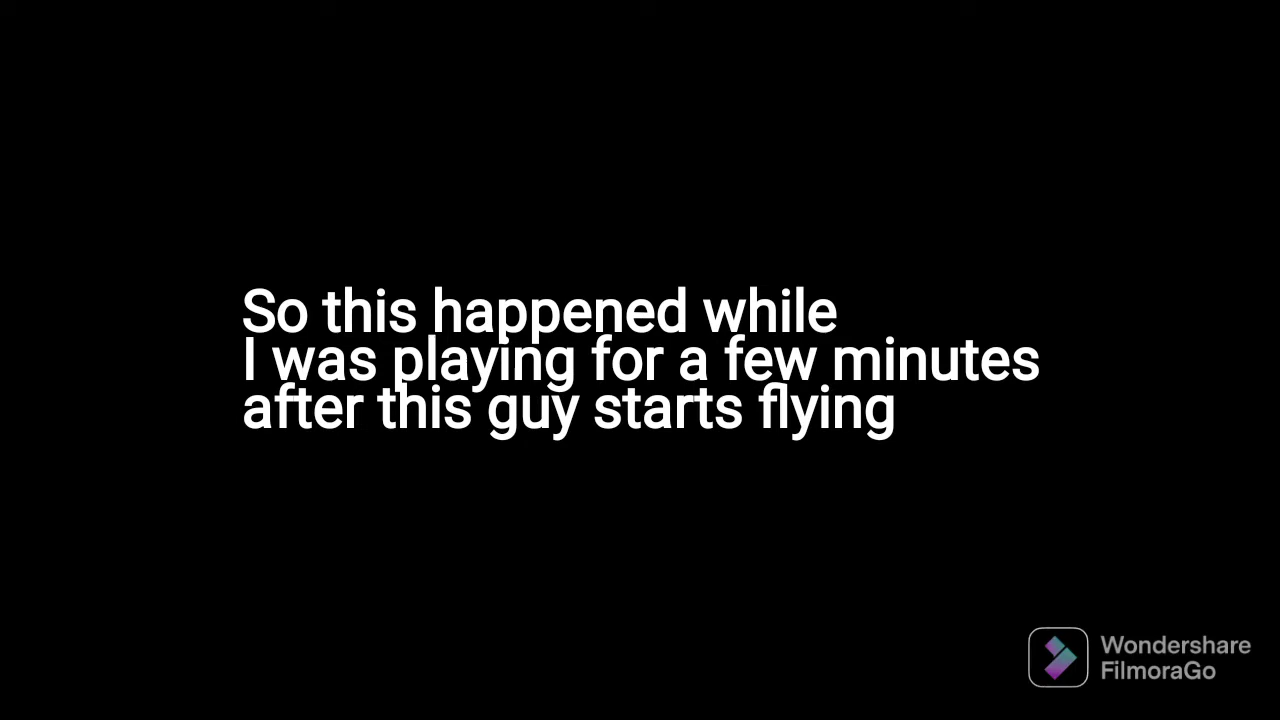 So this happened while
I was playing for a few minutes
after this guy starts flying
Wondershare
FilmoraGo